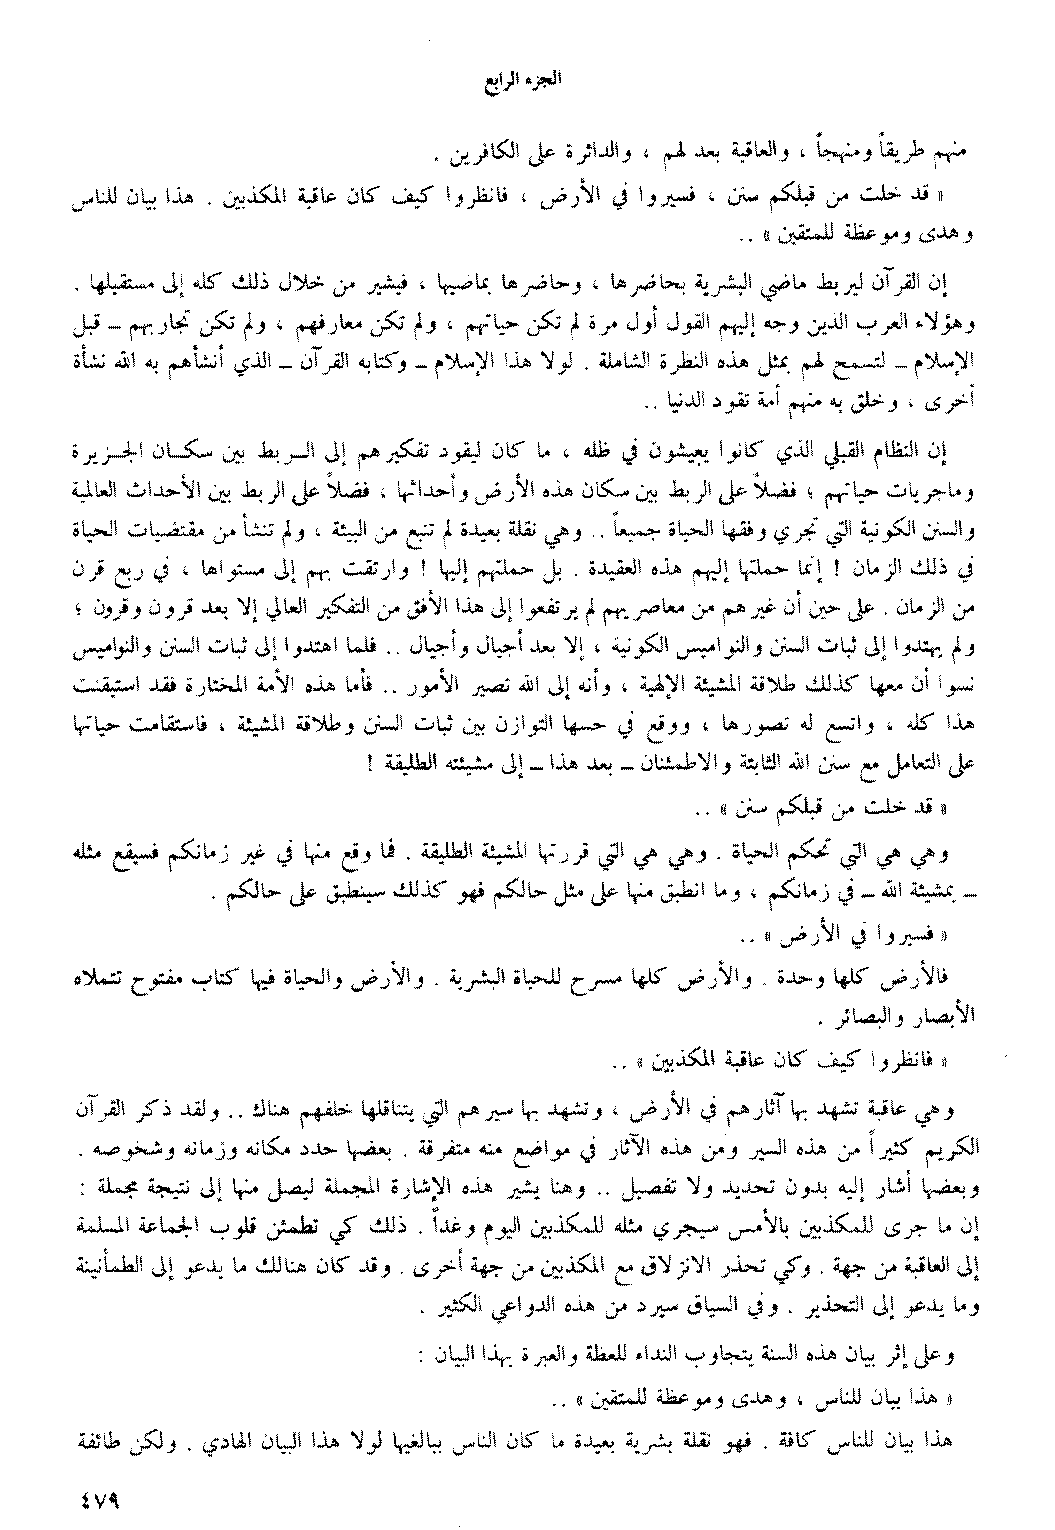 الجزء الرابع
منهم طريقاً ومنهجاً ، والعاقبة بعد لهم ، والدائرة على الكافرين .
« قد خلت من قبلكم سنن ، فسيروا في الأرض ، فانظروا كيف كان عاقبة المكذبين . هذا بيان للناس
وهدى وموعظة للمتقين » ..
إن القرآن ليربط ماضي البشرية بحاضرها ، وحاضرها بماضيها ، فيشير من خلال ذلك كله إلى مستقبلها .
وهؤلاء العرب الذين وجه إليهم القول أول مرة لم تكن حياتهم ، ولم تكن معارفهم ، ولم تكن تجاربهم – قبل
الإسلام – لتسمح لهم بمثل هذه النظرة الشاملة . لولا هذا الإسلام – وكتابه القرآن – الذي أنشأهم به الله نشأة
أخرى ، وخلق به منهم أمة تقود الدنيا ..
إن النظام القبلي الذي كانوا يعيشون في ظله ، ما كان ليقود تفكيرهم إلى الربط بين سكان الجزيرة
وماجريات حياتهم ؛ فضلاً على الربط بين سكان هذه الأرض وأحداثها ، فضلاً على الربط بين الأحداث العالمية
والسنن الكونية التي تجري وفقها الحياة جميعاً .. وهي نقلة بعيدة لم تنبع من البيئة ، ولم تنشأ من مقتضيات الحياة
في ذلك الزمان ! إنما حملتها إليهم هذه العقيدة . بل حملتهم إليها ! وارتقت بهم إلى مستواها ، في ربع قرن
من الزمان . على حين أن غيرهم من معاصريهم لم يرتفعوا إلى هذا الأفق من التفكير العالي إلا بعد قرون وقرون ؛
ولم يهتدوا إلى ثبات السنن والنواميس الكونية ، إلا بعد أجيال وأجيال .. فلما اهتدوا إلى ثبات السنن والنواميس
نسوا أن معها كذلك طلاقة المشيئة الإلهية ، وأنه إلى الله تصير الأمور .. فأما هذه الأمة المختارة فقد استيقنت
هذا كله ، واتسع له تصورها ، ووقع في حسها التوازن بين ثبات السنن وطلاقة المشيئة ، فاستقامت حياتها
على التعامل مع سنن الله الثابتة والاطمئنان – بعد هذا – إلى مشيئته الطليقة !
« قد خلت من قبلكم سنن » ..
وهي هي التي تحكم الحياة . وهي هي التي قررتها المشيئة الطليقة . فما وقع منها في غير زمانكم فسيقع مثله
– بمشيئة الله – في زمانكم ، وما انطبق منها على مثل حالكم فهو كذلك سينطبق على حالكم .
« فسيروا في الأرض » ..
فالأرض كلها وحدة . والأرض كلها مسرح للحياة البشرية . والأرض والحياة فيها كتاب مفتوح تتملاه
الأبصار والبصائر .
« فانظروا كيف كان عاقبة المكذبين » ..
وهي عاقبة تشهد بها آثارهم في الأرض ، وتشهد بها سيرهم التي يتناقلها خلفهم هناك .. ولقد ذكر القرآن
الكريم كثيراً من هذه السير ومن هذه الآثار في مواضع منه متفرقة . بعضها حدد مكانه وزمانه وشخوصه .
وبعضها أشار إليه بدون تحديد ولا تفصيل .. وهنا يشير هذه الإشارة المجملة ليصل منها إلى نتيجة مجملة :
إن ما جرى للمكذبين بالأمس سيجري مثله للمكذبين اليوم وغداً . ذلك كي تطمئن قلوب الجماعة المسلمة
إلى العاقبة من جهة . وكي تحذر الانزلاق مع المكذبين من جهة أخرى . وقد كان هنالك ما يدعو إلى الطمأنينة
وما يدعو إلى التحذير . وفي السياق سيرد من هذه الدواعي الكثير .
وعلى إثر بيان هذه السنة يتجاوب النداء للعظة والعبرة بهذا البيان :
« هذا بيان للناس ، وهدى وموعظة للمتقين » ..
هذا بيان للناس كافة . فهو نقلة بشرية بعيدة ما كان الناس ببالغيها لولا هذا البيان الهادي . ولكن طائفة
٤٧٩